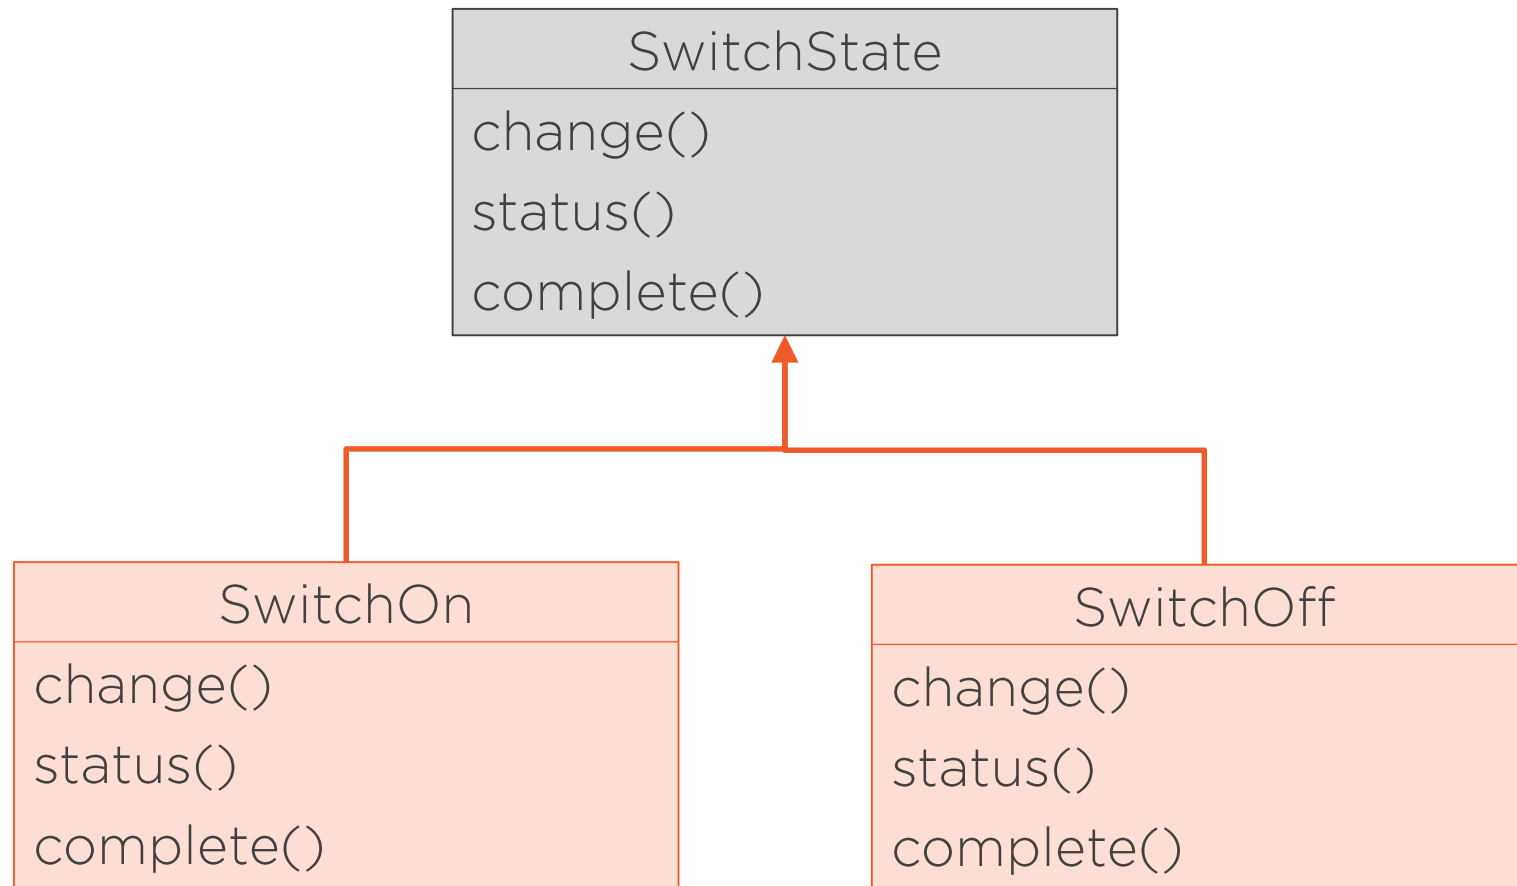 SwitchState
change()
status()
complete()
SwitchOn
change()
status()
complete()
SwitchOff
change()
status()
complete()